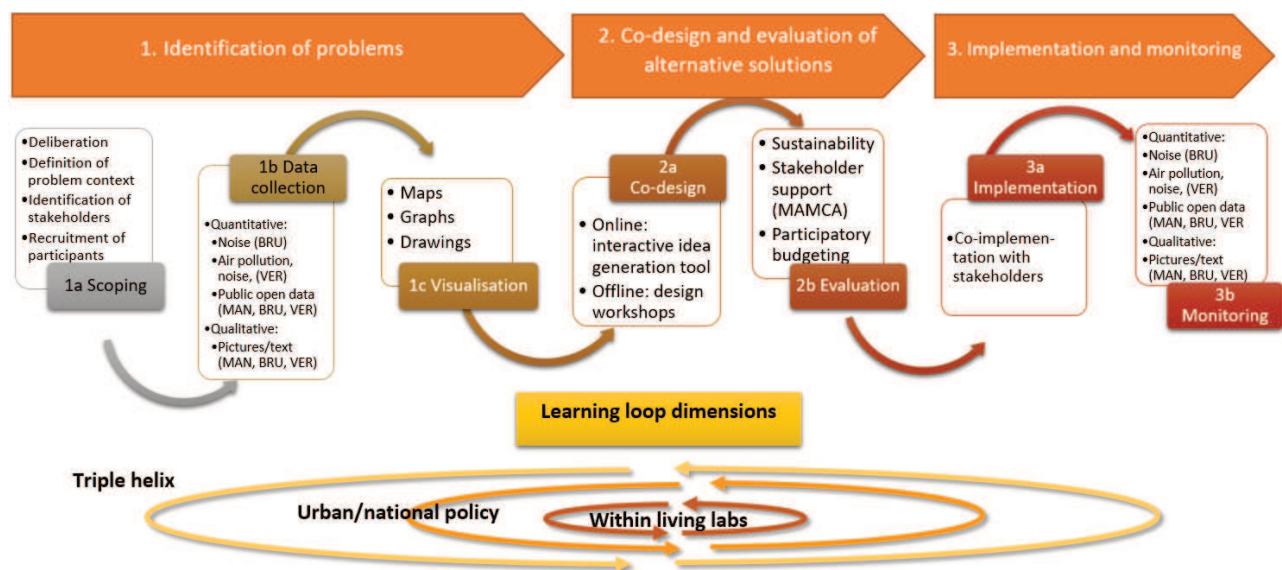 1. Identification of problems
2. Co-design and evaluation of
alternative solutions
3. Implementation and monitoring
•Deliberation
•Definition of
problem context
•Identification of
stakeholders
•Recruitment of
participants
1a Scoping
1b Data
collection
•Quantitative:
•Noise (BRU)
•Air pollution,
noise, (VER)
•Public open data
(MAN, BRU, VER)
•Qualitative:
•Pictures/text
(MAN, BRU, VER)
• Maps
• Graphs
• Drawings
1c Visualisation
2a
Co-design
• Online:
interactive idea
generation tool
• Offline: design
workshops
• Sustainability
• Stakeholder
support
(MAMCA)
• Participatory
budgeting
2b Evaluation
3a
Implementation
•Co-implemen-
tation with
stakeholders
•Quantitative:
•Noise (BRU)
•Air pollution,
noise, (VER)
•Public open data
(MAN, BRU, VER
•Qualitative:
•Pictures/text
(MAN, BRU, VER)
3b
Monitoring
Learning loop dimensions
Triple helix
Urban/national policy
Within living labs